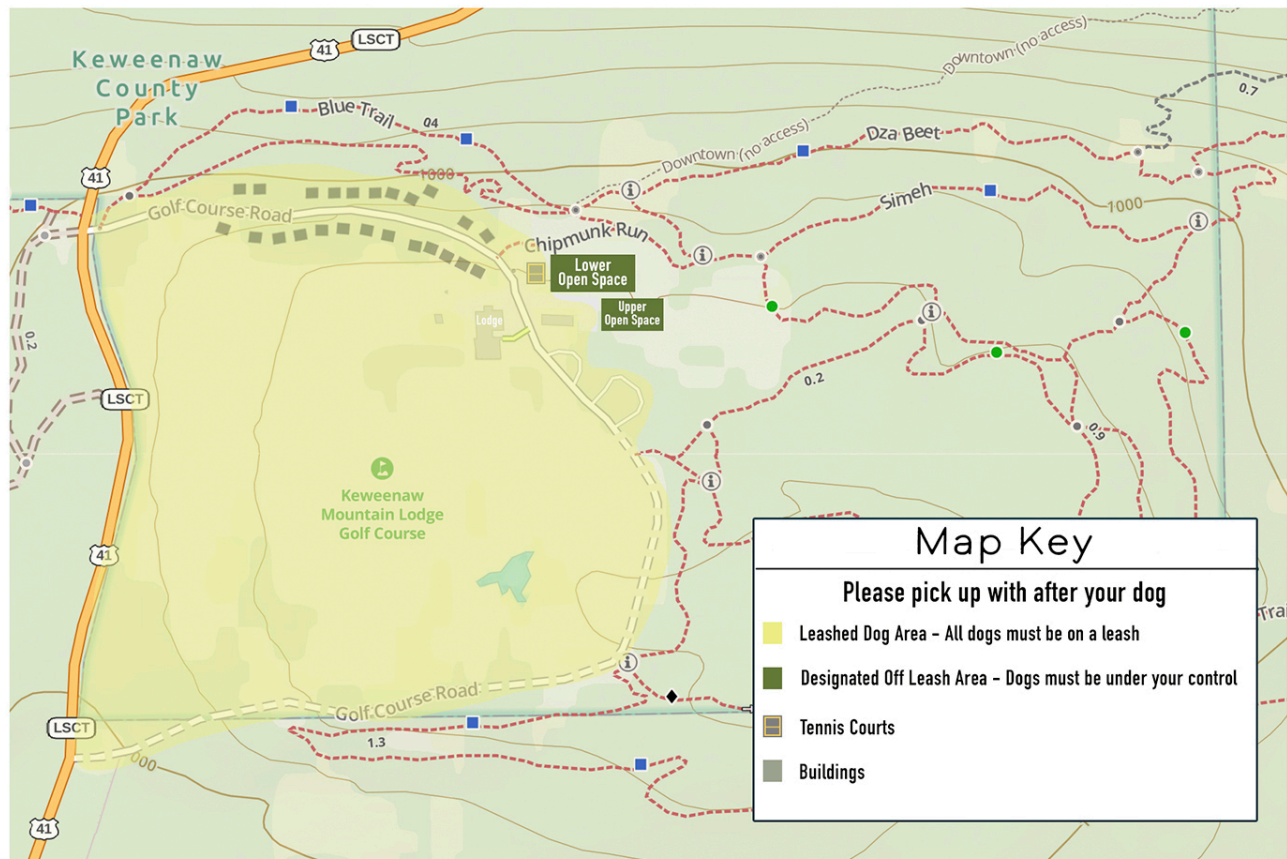 LSCT
41
Keweenaw
County
Park
Downtown (no access)
0.7
Blue Trail
04
Dza Beet
Downtown (no access)
41
1000
Simeh
1000
Golf Course Road
Chipmunk Run
Lower
Open Space
Upper
Open Space
Lodge
0.2
0.2
LSCT
0.9
Keweenaw
Mountain Lodge
Golf Course
41
Map Key
Please pick up with after your dog
Leashed Dog Area - All dogs must be on a leash
Trai
Designated Off Leash Area - Dogs must be under your control
Golf Course Road
Tennis Courts
LSCT
1.3
000
Buildings
41